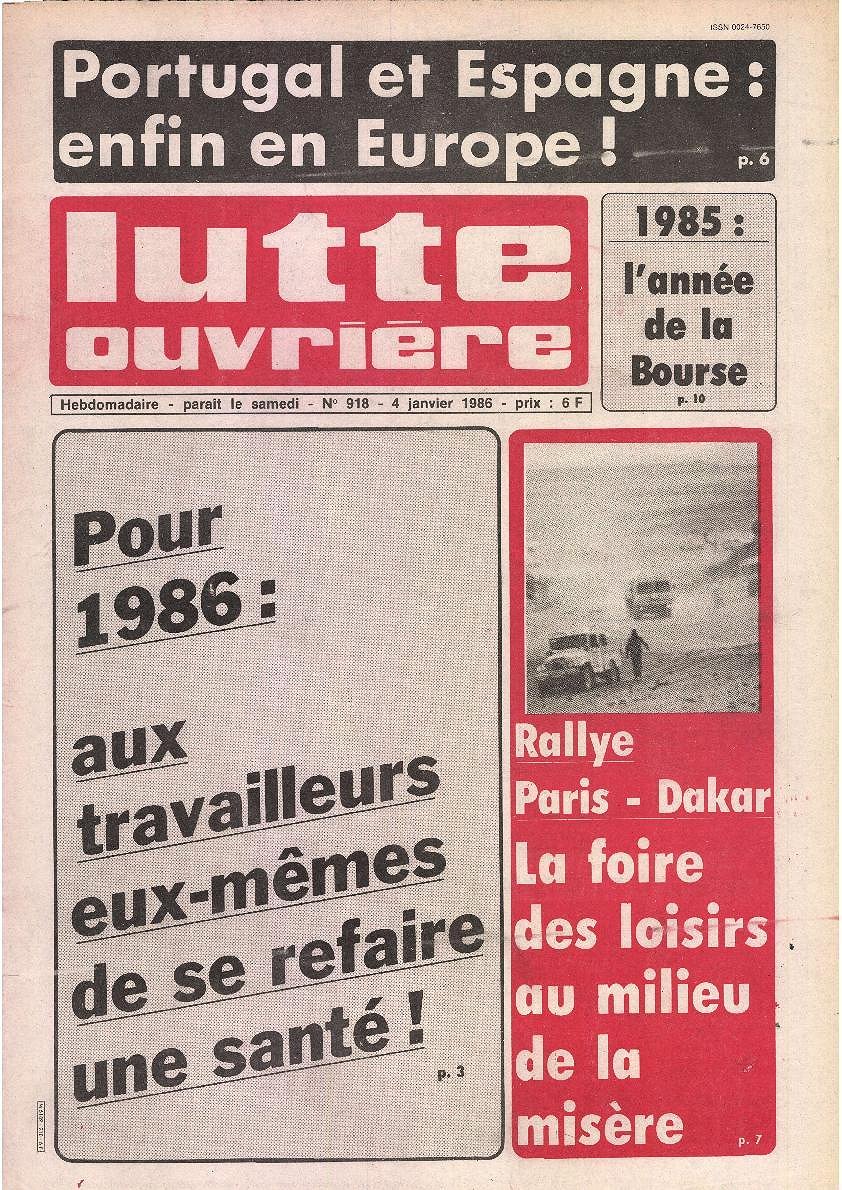 ISSN 0024-7650
Portugal et Espagne :
enfin en Europe !
p. 6
lutte
ouvrière
1985 :
l'année
de la
Bourse
p. 10
Hebdomadaire - parait le samedi - N° 918 - 4 janvier 1986 - prix : 6 F
Pour
1986 :
aux
travailleurs
eux-mêmes
de se refaire
une santé !
p. 3
Rallye
Paris - Dakar
La foire
des loisirs
au milieu
de la
misère
p. 7